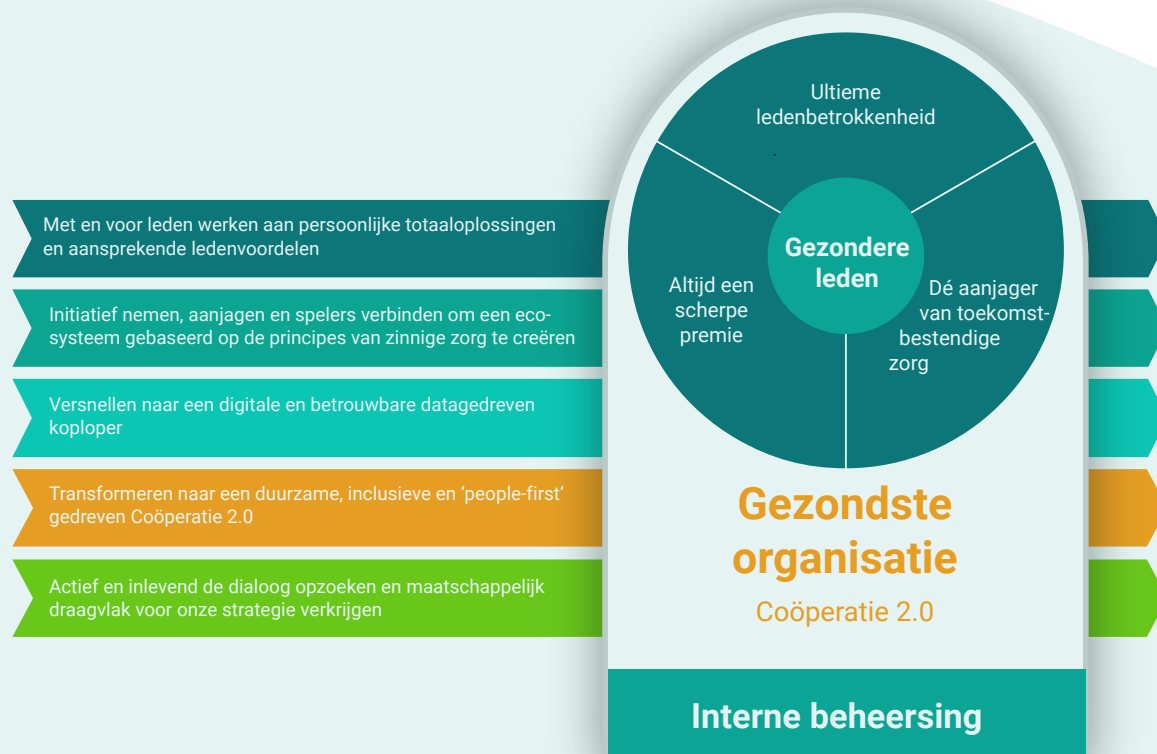 Met en voor leden werken aan persoonlijke totaaloplossingen
en aansprekende ledenvoordelen
Initiatief nemen, aanjagen en spelers verbinden om een eco-
systeem gebaseerd op de principes van zinnige zorg te creëren
Versnellen naar een digitale en betrouwbare datagedreven
koploper
Transformeren naar een duurzame, inclusieve en ‘people-first’
gedreven Coöperatie 2.0
Actief en inlevend de dialoog opzoeken en maatschappelijk
draagvlak voor onze strategie verkrijgen
Ultieme
ledenbetrokkenheid
Gezondere
leden
Altijd een
scherpe
premie
Dé aanjager
van toekomst-
bestendige
zorg
Gezondste
organisatie
Coöperatie 2.0
Interne beheersing